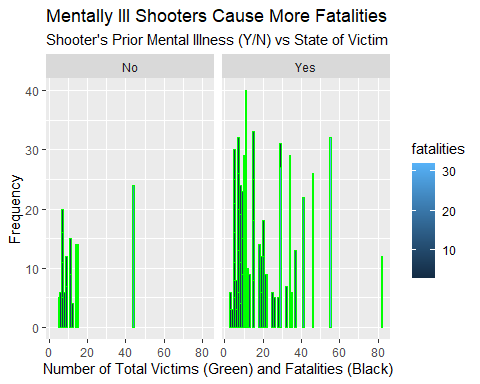 Mentally Ill Shooters Cause More Fatalities
Shooter's Prior Mental Illness (Y/N) vs State of Victim
No Yes
Frequency
40
30
20
10
0
0 20 40 60 80 0 20 40 60 80
Number of Total Victims (Green) and Fatalities (Black)
fatalities
30
20
10